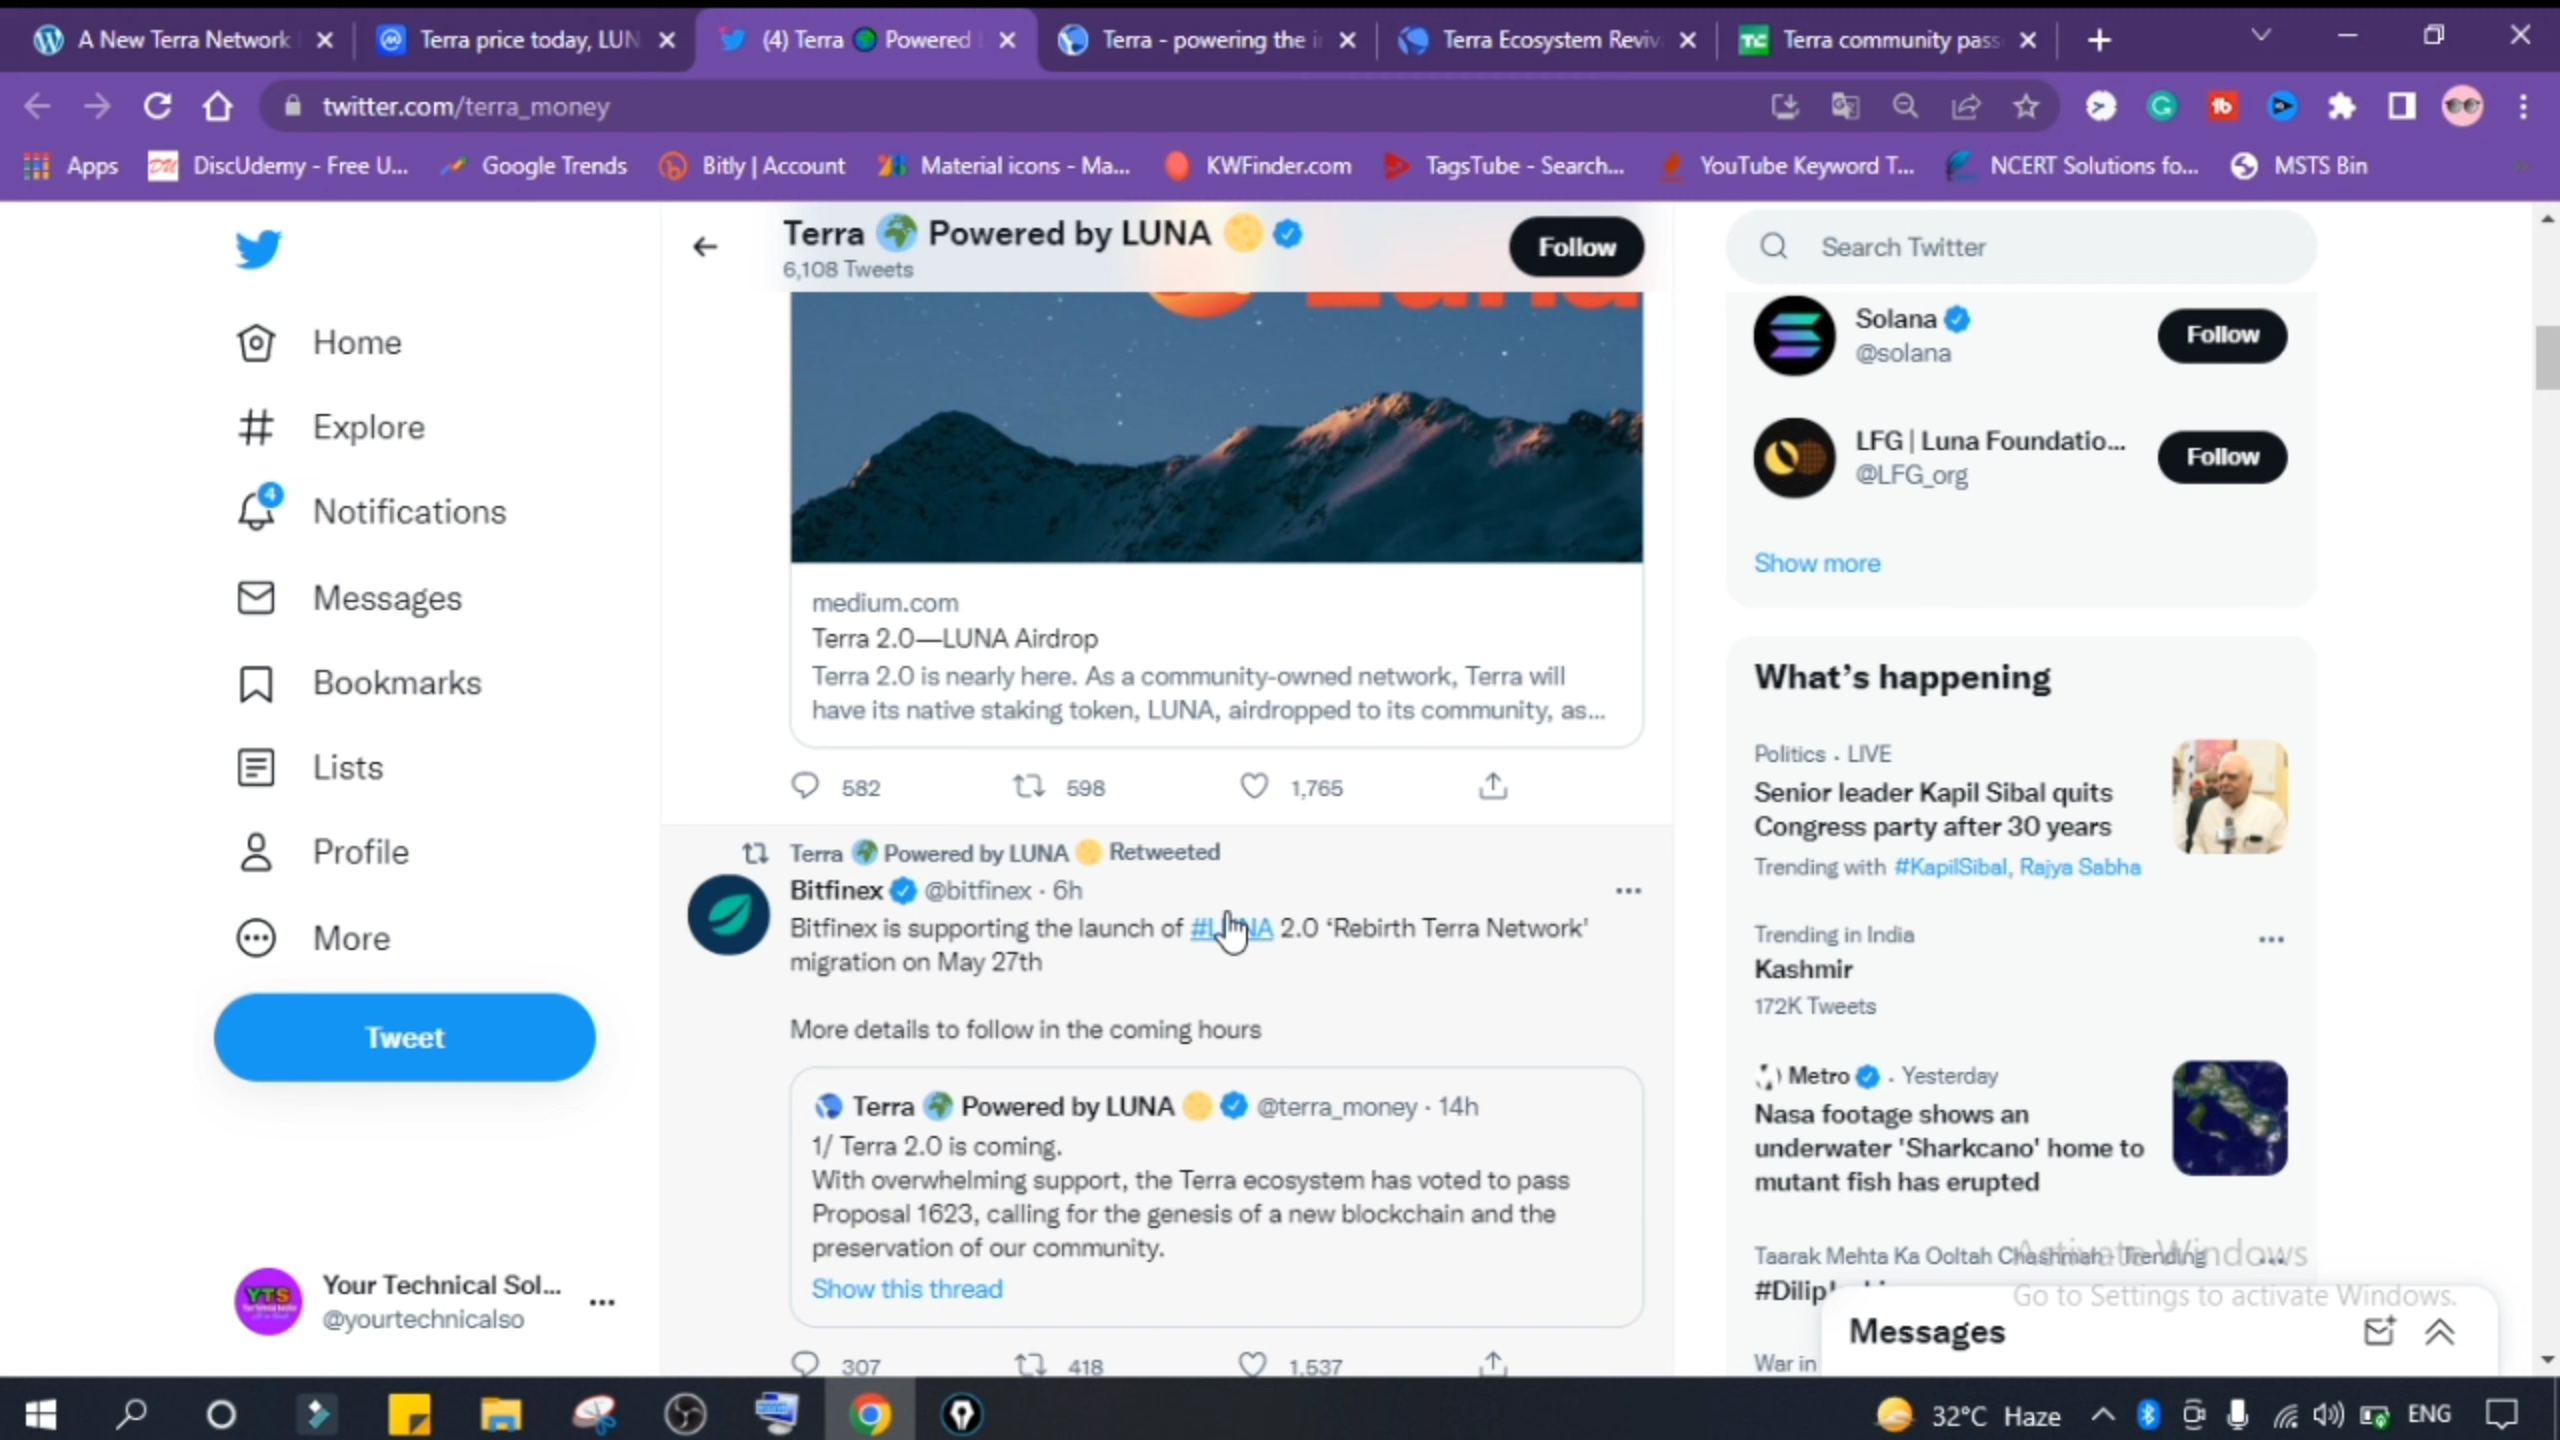 A New Terra Network
Terra price today, LUN
(4) Terra Powered
Terra - powering the i
Terra Ecosystem Reviv
TC Terra community pass
twitter.com/terra_money
Apps
DU DiscUdemy - Free U...
Google Trends
Bitly | Account
Material icons - Ma...
KWFinder.com
TagsTube - Search...
YouTube Keyword T...
NCERT Solutions fo...
MSTS Bin
Home
Explore
4
Notifications
Messages
Bookmarks
Lists
Profile
More
Tweet
YTS
Your Technical Sol...
@yourtechnicalso
Terra Powered by LUNA
6,108 Tweets
Follow
medium.com
Terra 2.0—LUNA Airdrop
Terra 2.0 is nearly here. As a community-owned network, Terra will
have its native staking token, LUNA, airdropped to its community, as...
582 598 1,765
Terra Powered by LUNA Retweeted
Bitfinex @bitfinex · 6h
Bitfinex is supporting the launch of #LUNA 2.0 ‘Rebirth Terra Network’
migration on May 27th
More details to follow in the coming hours
Terra Powered by LUNA @terra_money · 14h
1/ Terra 2.0 is coming.
With overwhelming support, the Terra ecosystem has voted to pass
Proposal 1623, calling for the genesis of a new blockchain and the
preservation of our community.
Show this thread
307 418 1,537
Search Twitter
Solana
@solana
Follow
LFG | Luna Foundatio...
@LFG_org
Follow
Show more
What’s happening
Politics · LIVE
Senior leader Kapil Sibal quits
Congress party after 30 years
Trending with #KapilSibal, Rajya Sabha
Trending in India
Kashmir
172K Tweets
Metro · Yesterday
Nasa footage shows an
underwater 'Sharkcano' home to
mutant fish has erupted
Taarak Mehta Ka Ooltah Chashmah · Trending
Activate Windows
Go to Settings to activate Windows.
Messages
War in
32°C Haze
ENG